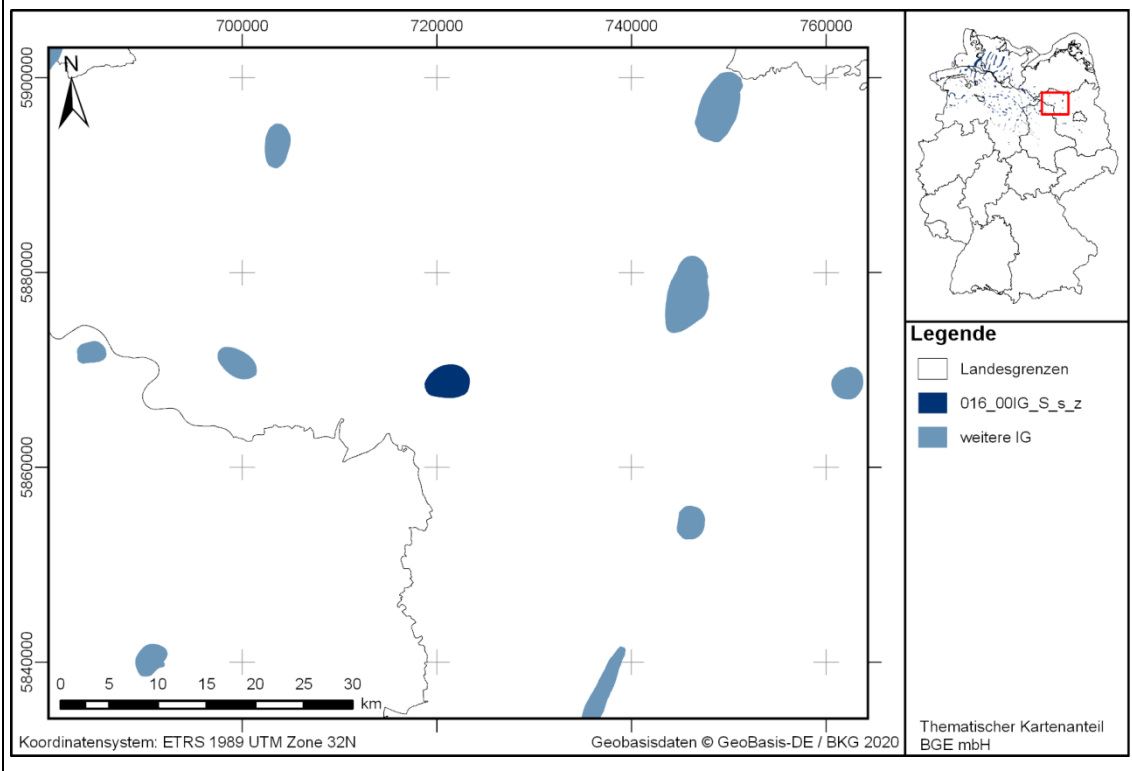 700000
720000
740000
760000
N
5900000
5880000
5860000
5840000
0
5
10
15
20
25
30
km
Koordinatensystem: ETRS 1989 UTM Zone 32N
Geobasisdaten © GeoBasis-DE / BKG 2020
Legende
Landesgrenzen
016_00IG_S_s_z
weitere IG
Thematischer Kartenanteil
BGE mbH